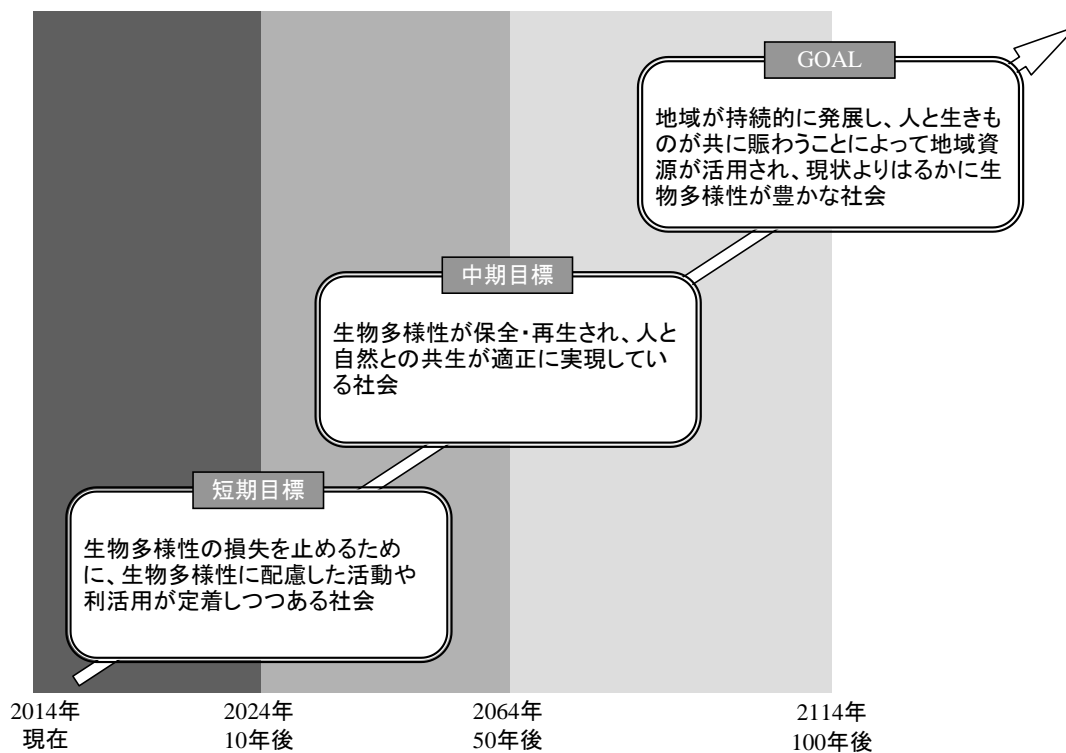 GOAL
地域が持続的に発展し、人と生きも
のが共に賑わうことによって地域資
源が活用され、現状よりはるかに生
物多様性が豊かな社会
中期目標
生物多様性が保全・再生され、人と
自然との共生が適正に実現してい
る社会
短期目標
生物多様性の損失を止めるため
に、生物多様性に配慮した活動や
利活用が定着しつつある社会
2014年
現在
2024年
10年後
2064年
50年後
2114年
100年後